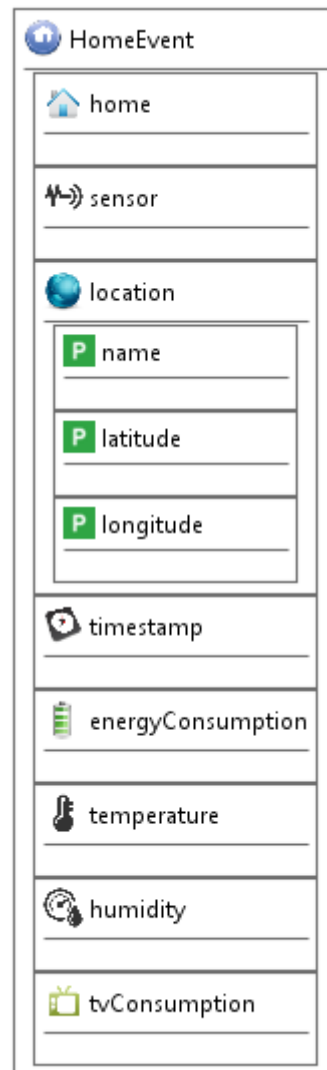 HomeEvent
home
sensor
location
P name
P latitude
P longitude
timestamp
energyConsumption
temperature
humidity
tvConsumption